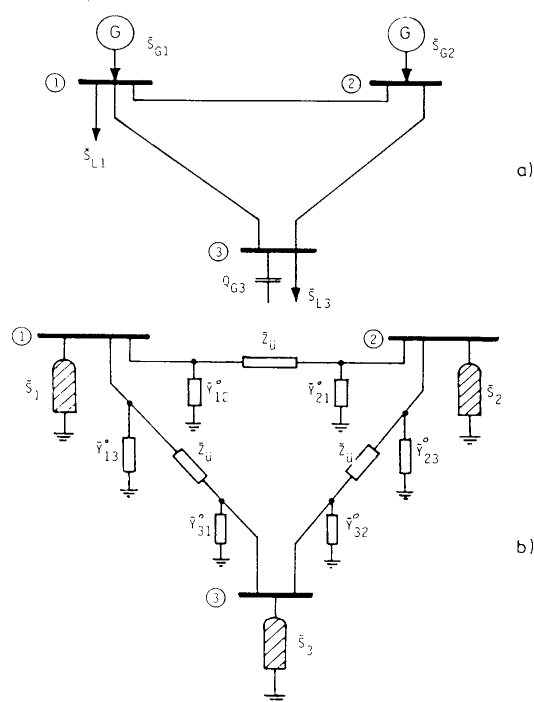 G S̄G1
G S̄G2
①
②
S̄L1
a)
③
QG3
S̄L3
①
Z̄ü
②
S̄1
Ȳ°12
Ȳ°21
S̄2
Ȳ°13
Z̄ü
Z̄ü
Ȳ°23
Ȳ°31
Ȳ°32
b)
③
S̄3